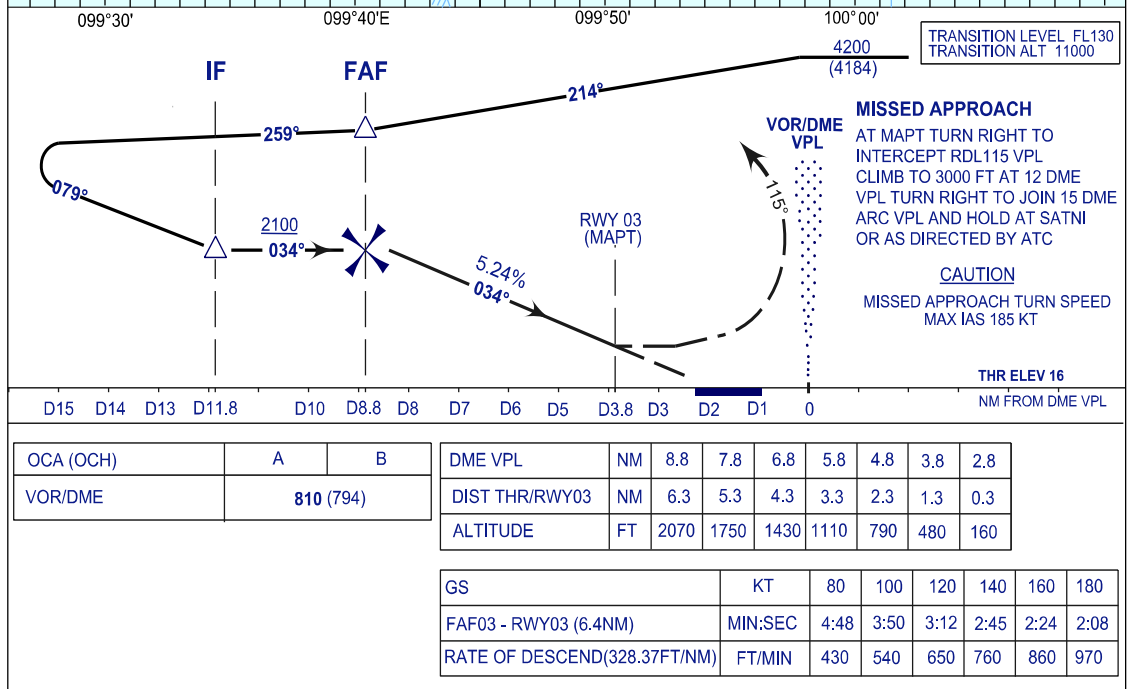 099°30'
099°40'E
099°50'
100°00'
TRANSITION LEVEL FL130
TRANSITION ALT 11000
4200
(4184)
IF
FAF
214°
259°
079°
2100
034°
5.24%
034°
RWY 03
(MAPT)
VOR/DME
VPL
115°
MISSED APPROACH
AT MAPT TURN RIGHT TO
INTERCEPT RDL115 VPL
CLIMB TO 3000 FT AT 12 DME
VPL TURN RIGHT TO JOIN 15 DME
ARC VPL AND HOLD AT SATNI
OR AS DIRECTED BY ATC
CAUTION
MISSED APPROACH TURN SPEED
MAX IAS 185 KT
THR ELEV 16
NM FROM DME VPL
D15 D14 D13 D11.8 D10 D8.8 D8 D7 D6 D5 D3.8 D3 D2 D1 0
OCA (OCH) A B
VOR/DME 810 (794)
DME VPL NM 8.8 7.8 6.8 5.8 4.8 3.8 2.8
DIST THR/RWY03 NM 6.3 5.3 4.3 3.3 2.3 1.3 0.3
ALTITUDE FT 2070 1750 1430 1110 790 480 160
GS KT 80 100 120 140 160 180
FAF03 - RWY03 (6.4NM) MIN:SEC 4:48 3:50 3:12 2:45 2:24 2:08
RATE OF DESCEND(328.37FT/NM) FT/MIN 430 540 650 760 860 970